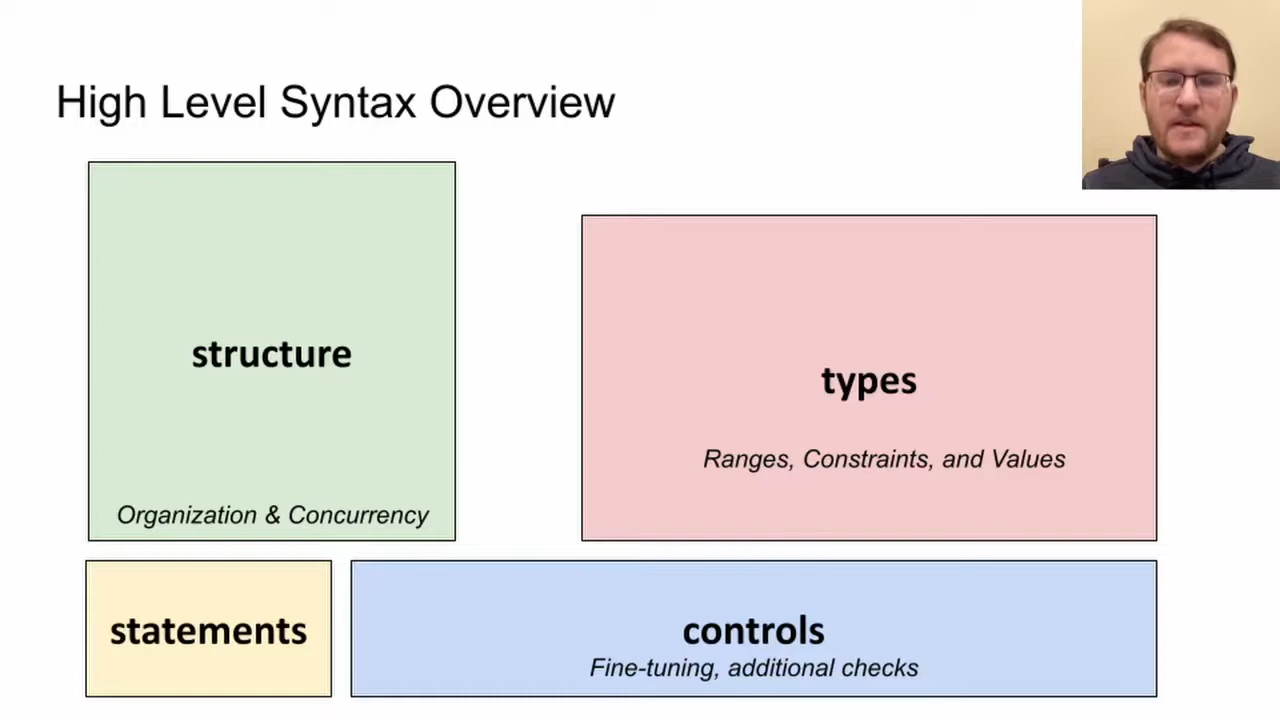 High Level Syntax Overview
structure
Organization & Concurrency
types
Ranges, Constraints, and Values
statements
controls
Fine-tuning, additional checks